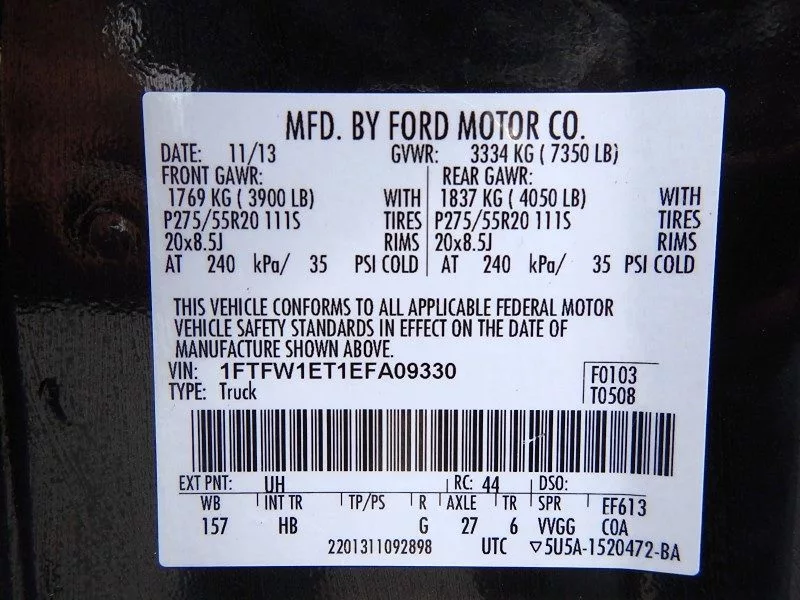 MFD. BY FORD MOTOR CO.
DATE: 11/13 GVWR: 3334 KG ( 7350 LB)
FRONT GAWR: REAR GAWR:
1769 KG ( 3900 LB) WITH 1837 KG ( 4050 LB) WITH
P275/55R20 111S TIRES P275/55R20 111S TIRES
20x8.5J RIMS 20x8.5J RIMS
AT 240 kPa/ 35 PSI COLD AT 240 kPa/ 35 PSI COLD
THIS VEHICLE CONFORMS TO ALL APPLICABLE FEDERAL MOTOR
VEHICLE SAFETY STANDARDS IN EFFECT ON THE DATE OF
MANUFACTURE SHOWN ABOVE.
VIN: 1FTFW1ET1EFA09330 F0103
TYPE: Truck T0508
EXT PNT: UH RC: 44 DSO:
WB INT TR TP/PS R AXLE TR SPR FF613
157 HB G 27 6 VVGG COA
2201311092898 UTC ▽5U5A-1520472-BA